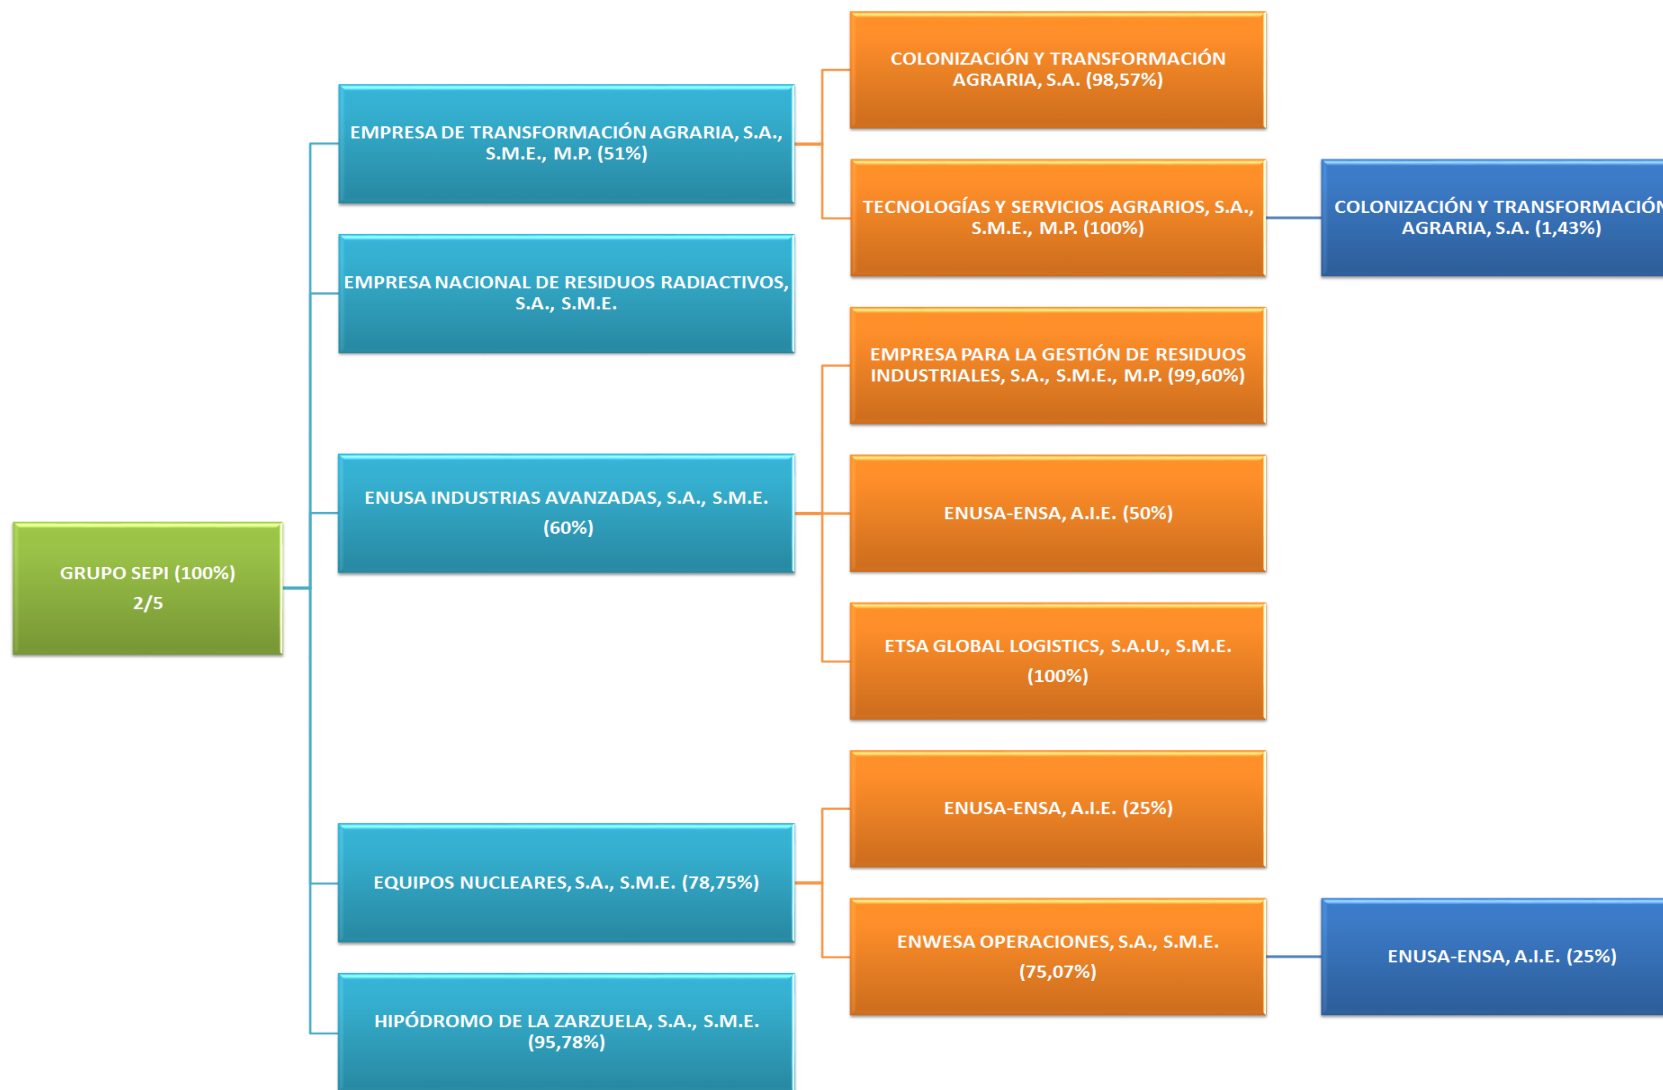 GRUPO SEPI (100%)
2/5
EMPRESA DE TRANSFORMACIÓN AGRARIA, S.A.,
S.M.E., M.P. (51%)
COLONIZACIÓN Y TRANSFORMACIÓN
AGRARIA, S.A. (98,57%)
TECNOLOGÍAS Y SERVICIOS AGRARIOS, S.A.,
S.M.E., M.P. (100%)
COLONIZACIÓN Y TRANSFORMACIÓN
AGRARIA, S.A. (1,43%)
EMPRESA NACIONAL DE RESIDUOS RADIACTIVOS,
S.A., S.M.E.
ENUSA INDUSTRIAS AVANZADAS, S.A., S.M.E.
(60%)
EMPRESA PARA LA GESTIÓN DE RESIDUOS
INDUSTRIALES, S.A., S.M.E., M.P. (99,60%)
ENUSA-ENSA, A.I.E. (50%)
ETSA GLOBAL LOGISTICS, S.A.U., S.M.E.
(100%)
EQUIPOS NUCLEARES, S.A., S.M.E. (78,75%)
ENUSA-ENSA, A.I.E. (25%)
ENWESA OPERACIONES, S.A., S.M.E.
(75,07%)
ENUSA-ENSA, A.I.E. (25%)
HIPÓDROMO DE LA ZARZUELA, S.A., S.M.E.
(95,78%)